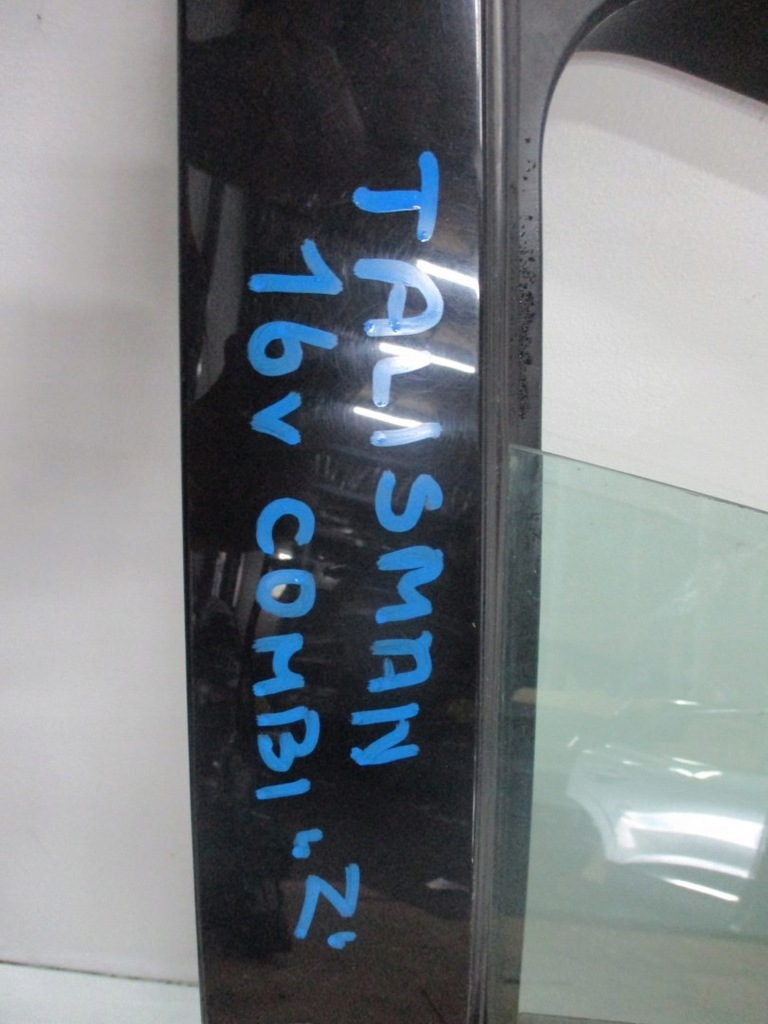 TALISMAN
16V COMBI
"Z"